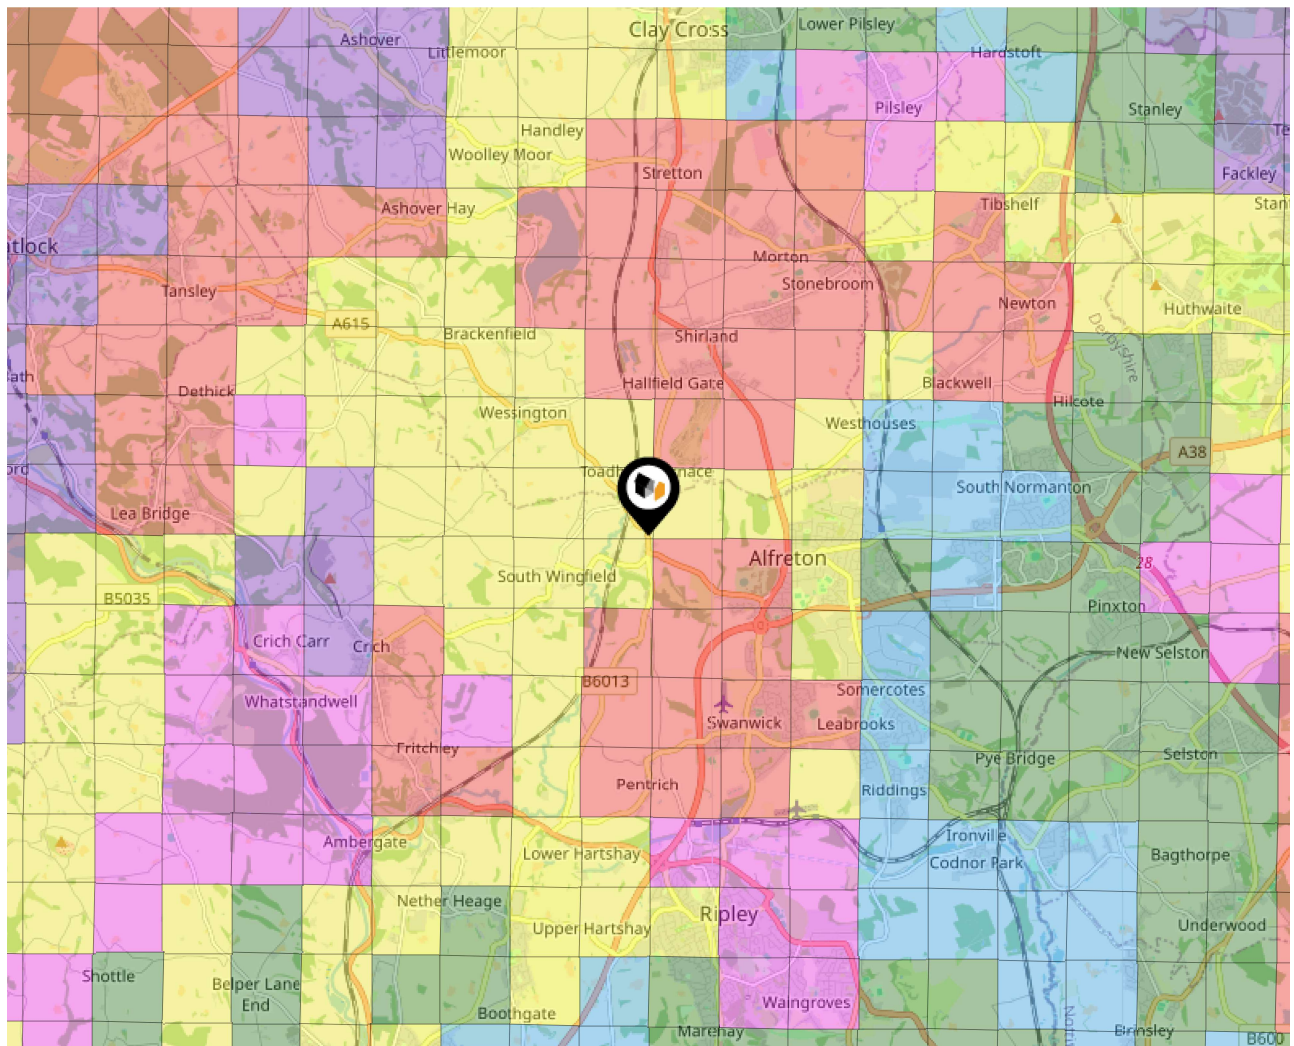 Lower Pilsley
Clay Cross
Ashover
Littlemoor
Hardstoft
Pilsley
Stanley
Handley
Woolley Moor
Stretton
Fackley
Tibshelf
Ashover Hay
Morton
Stonebroom
Tansley
Newton
Huthwaite
A615
Brackenfield
Shirland
Derbyshire
Hallfield Gate
Blackwell
Dethick
Hilcote
Wessington
Westhouses
A38
South Normanton
Lea Bridge
Alfreton
28
South Wingfield
B5035
Pinxton
Crich Carr
Crich
New Selston
B6013
Somercotes
Whatstandwell
Swanwick
Leabrooks
Fritchley
Selston
Pye Bridge
Pentrich
Riddings
Ironville
Ambergate
Lower Hartshay
Codnor Park
Bagthorpe
Nether Heage
Ripley
Upper Hartshay
Underwood
Shottle
Belper Lane
End
Waingroves
Boothgate
Marehay
Brinsley
B600